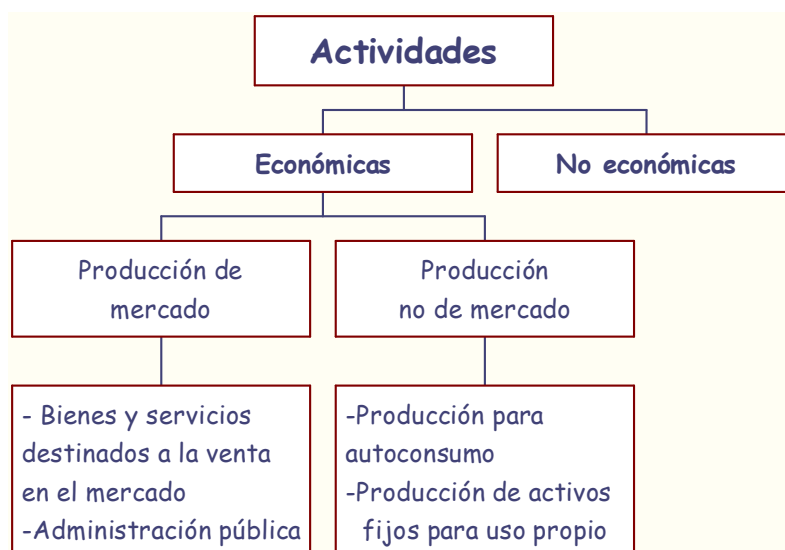 Actividades
Económicas
No económicas
Producción de
mercado
Producción
no de mercado
- Bienes y servicios
destinados a la venta
en el mercado
-Administración pública
-Producción para
autoconsumo
-Producción de activos
fijos para uso propio